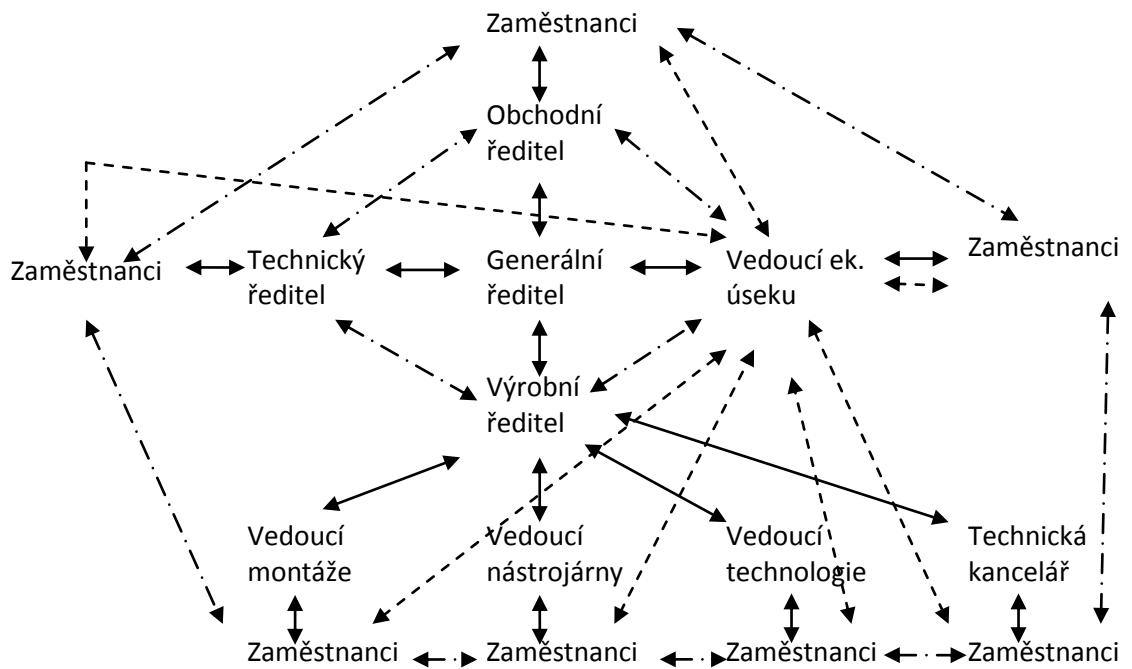 Zaměstnanci
Obchodní
ředitel
Zaměstnanci
Technický
ředitel
Generální
ředitel
Vedoucí ek.
úseku
Zaměstnanci
Výrobní
ředitel
Vedoucí
montáže
Vedoucí
nástrojárny
Vedoucí
technologie
Technická
kancelář
Zaměstnanci
Zaměstnanci
Zaměstnanci
Zaměstnanci